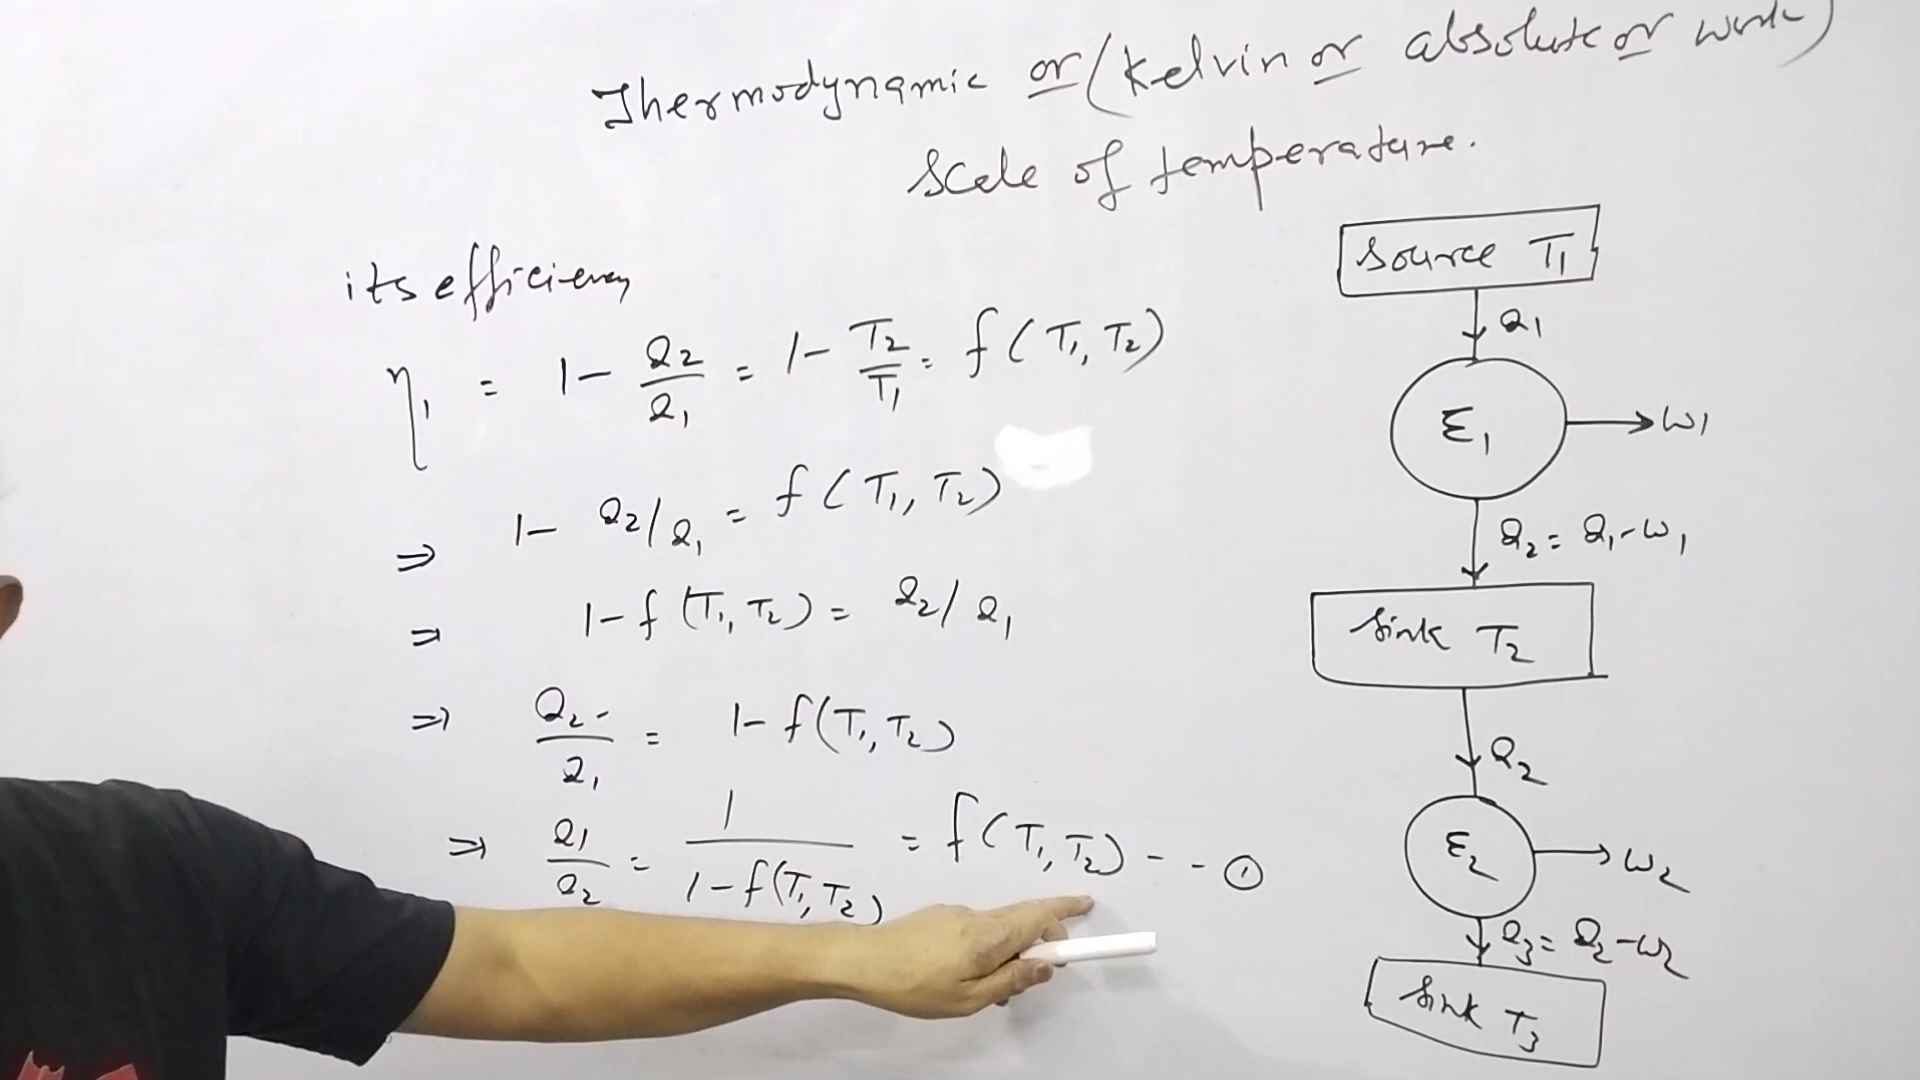 Thermodynamic or (Kelvin or absolute or work)
Scale of temperature.
its efficiency
η₁ = 1 - Q₂/Q₁ = 1 - T₂/T₁ = f(T₁, T₂)
⇒ 1 - Q₂/Q₁ = f(T₁, T₂)
⇒ 1 - f(T₁, T₂) = Q₂/Q₁
⇒ Q₂/Q₁ = 1 - f(T₁, T₂)
⇒ Q₁/Q₂ = 1/(1 - f(T₁, T₂)) = f(T₁, T₂) - - ①
Source T₁
Q₁
E₁
W₁
Q₂ = Q₁ - W₁
Sink T₂
Q₂
E₂
W₂
Q₃ = Q₂ - W₂
Sink T₃